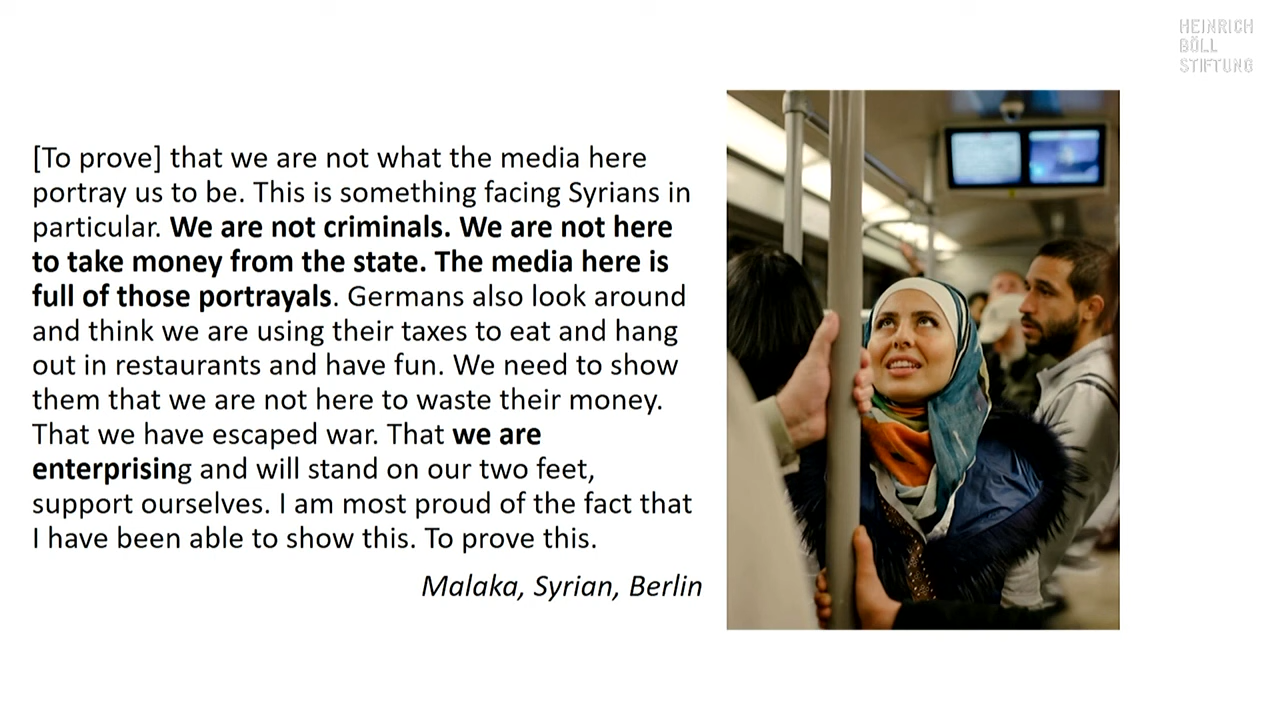 HEINRICH
BÖLL
STIFTUNG
[To prove] that we are not what the media here
portray us to be. This is something facing Syrians in
particular. We are not criminals. We are not here
to take money from the state. The media here is
full of those portrayals. Germans also look around
and think we are using their taxes to eat and hang
out in restaurants and have fun. We need to show
them that we are not here to waste their money.
That we have escaped war. That we are
enterprising and will stand on our two feet,
support ourselves. I am most proud of the fact that
I have been able to show this. To prove this.
Malaka, Syrian, Berlin